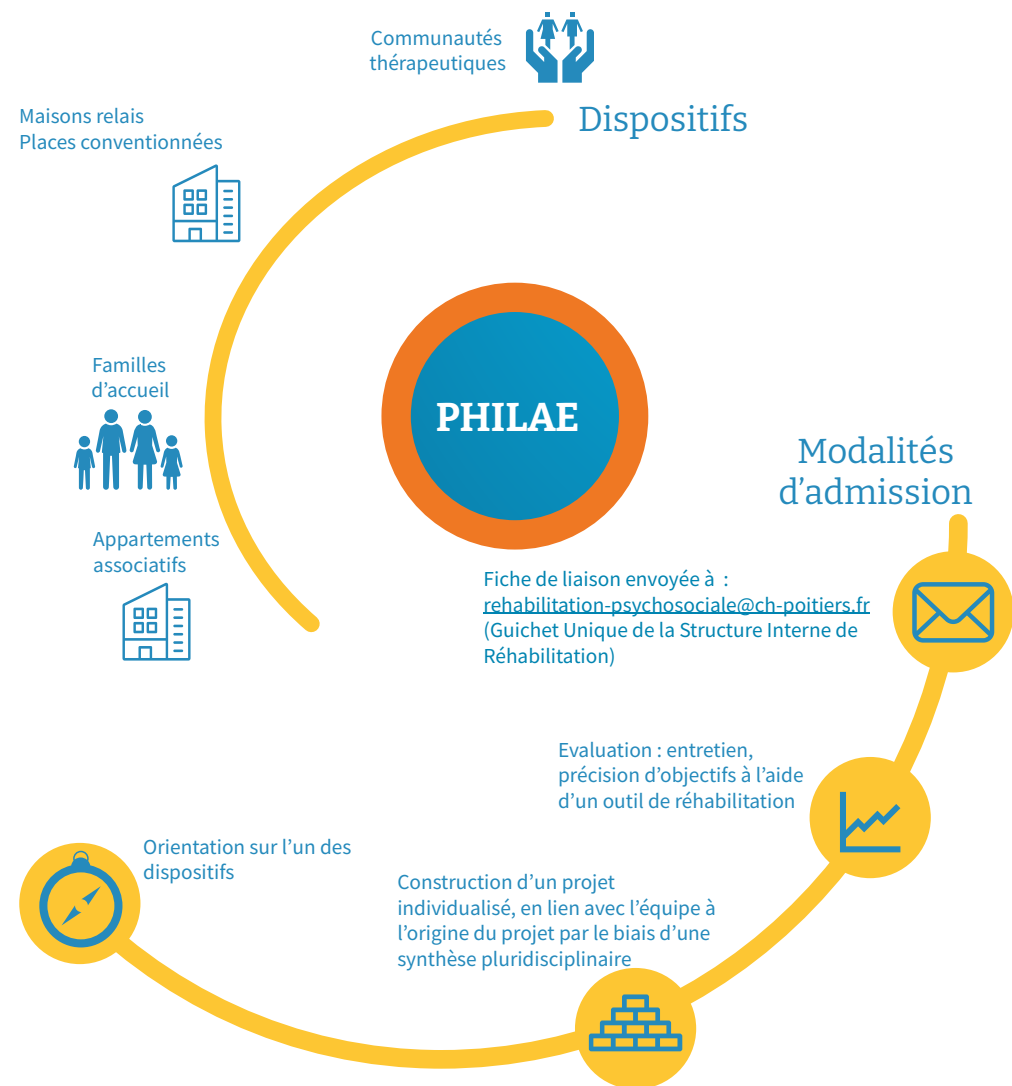 Communautés
thérapeutiques
Dispositifs
Maisons relais
Places conventionnées
Familles
d’accueil
Appartements
associatifs
PHILAE
Modalités
d’admission
Fiche de liaison envoyée à :
rehabilitation-psychosociale@ch-poitiers.fr
(Guichet Unique de la Structure Interne de
Réhabilitation)
Evaluation : entretien,
précision d’objectifs à l’aide
d’un outil de réhabilitation
Construction d’un projet
individualisé, en lien avec l’équipe à
l’origine du projet par le biais d’une
synthèse pluridisciplinaire
Orientation sur l’un des
dispositifs